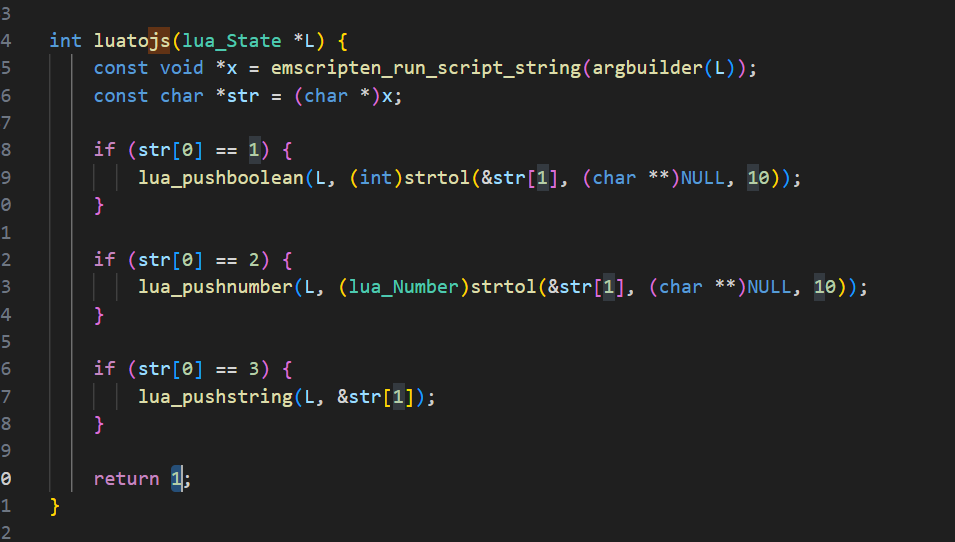 3
4 int luatojs(lua_State *L) {
5     const void *x = emscripten_run_script_string(argbuilder(L));
6     const char *str = (char *)x;
7
8     if (str[0] == 1) {
9         lua_pushboolean(L, (int)strtol(&str[1], (char **)NULL, 10));
0     }
1
2     if (str[0] == 2) {
3         lua_pushnumber(L, (lua_Number)strtol(&str[1], (char **)NULL, 10));
4     }
5
6     if (str[0] == 3) {
7         lua_pushstring(L, &str[1]);
8     }
9
0     return 1;
1 }
2